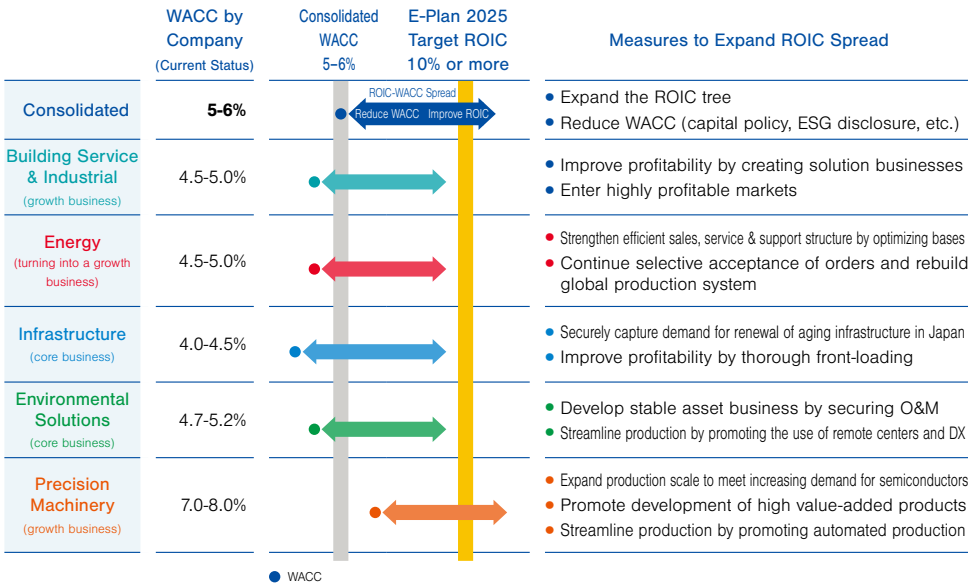 WACC by
Company
(Current Status)
Consolidated
WACC
5–6%
E-Plan 2025
Target ROIC
10% or more
Measures to Expand ROIC Spread
Consolidated
5-6%
ROIC-WACC Spread
Reduce WACC Improve ROIC
● Expand the ROIC tree
● Reduce WACC (capital policy, ESG disclosure, etc.)
Building Service
& Industrial
(growth business)
4.5-5.0%
● Improve profitability by creating solution businesses
● Enter highly profitable markets
Energy
(turning into a growth
business)
4.5-5.0%
● Strengthen efficient sales, service & support structure by optimizing bases
● Continue selective acceptance of orders and rebuild
global production system
Infrastructure
(core business)
4.0-4.5%
● Securely capture demand for renewal of aging infrastructure in Japan
● Improve profitability by thorough front-loading
Environmental
Solutions
(core business)
4.7-5.2%
● Develop stable asset business by securing O&M
● Streamline production by promoting the use of remote centers and DX
Precision
Machinery
(growth business)
7.0-8.0%
● Expand production scale to meet increasing demand for semiconductors
● Promote development of high value-added products
● Streamline production by promoting automated production
● WACC